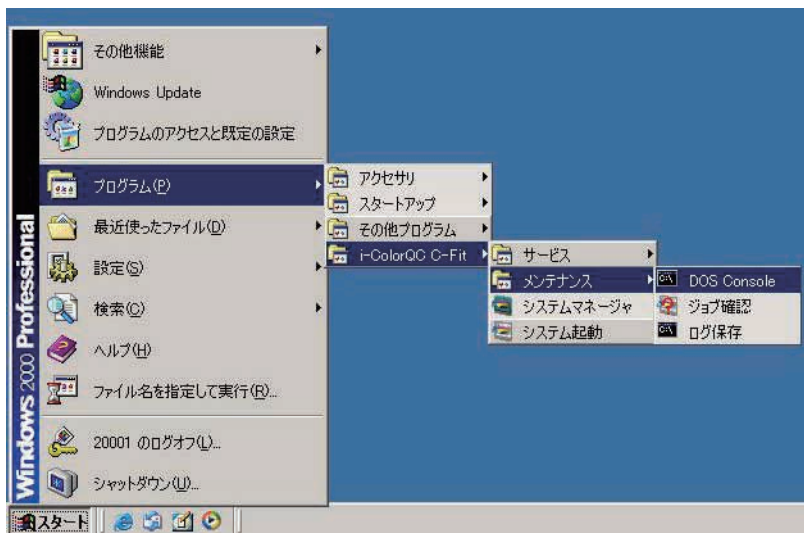 Windows 2000 Professional
その他機能
Windows Update
プログラムのアクセスと既定の設定
プログラム(P)
最近使ったファイル(D)
設定(S)
検索(C)
ヘルプ(H)
ファイル名を指定して実行(R)...
20001 のログオフ(L)...
シャットダウン(U)...
アクセサリ
スタートアップ
その他プログラム
i-ColorQC C-Fit
サービス
メンテナンス
システムマネージャ
システム起動
DOS Console
ジョブ確認
ログ保存
スタート